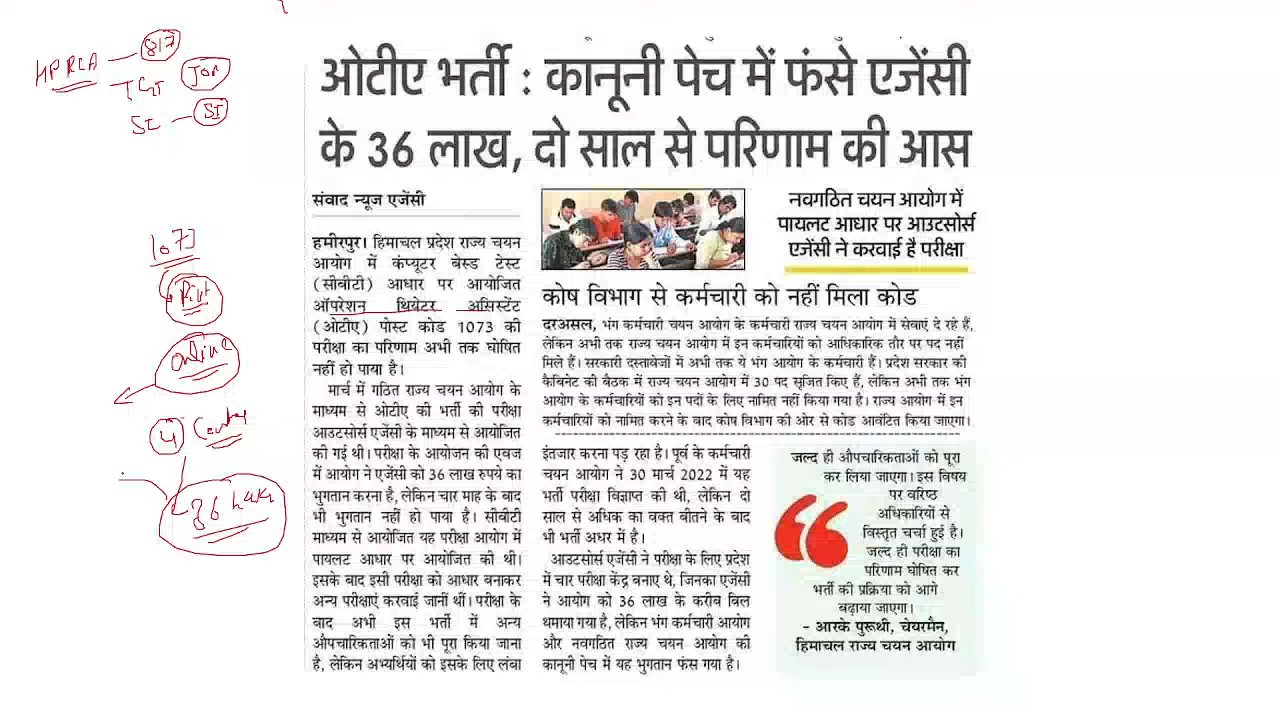 HPRCA — 817
TGT JOA
SI — SI
1073
Pilot
online
4 Center
36 Lakh
ओटीए भर्ती : कानूनी पेच में फंसे एजेंसी
के 36 लाख, दो साल से परिणाम की आस
संवाद न्यूज एजेंसी
हमीरपुर। हिमाचल प्रदेश राज्य चयन
आयोग में कंप्यूटर बेस्ड टेस्ट
(सीबीटी) आधार पर आयोजित
ऑपरेशन थियेटर असिस्टेंट
(ओटीए) पोस्ट कोड 1073 की
परीक्षा का परिणाम अभी तक घोषित
नहीं हो पाया है।
मार्च में गठित राज्य चयन आयोग के
माध्यम से ओटीए की भर्ती की परीक्षा
आउटसोर्स एजेंसी के माध्यम से आयोजित
की गई थी। परीक्षा के आयोजन की एवज
में आयोग ने एजेंसी को 36 लाख रुपये का
भुगतान करना है, लेकिन चार माह के बाद
भी भुगतान नहीं हो पाया है। सीबीटी
माध्यम से आयोजित यह परीक्षा आयोग में
पायलट आधार पर आयोजित की थी।
इसके बाद इसी परीक्षा को आधार बनाकर
अन्य परीक्षाएं करवाई जानीं थीं। परीक्षा के
बाद अभी इस भर्ती में अन्य
औपचारिकताओं को भी पूरा किया जाना
है, लेकिन अभ्यर्थियों को इसके लिए लंबा
नवगठित चयन आयोग में
पायलट आधार पर आउटसोर्स
एजेंसी ने करवाई है परीक्षा
कोष विभाग से कर्मचारी को नहीं मिला कोड
दरअसल, भंग कर्मचारी चयन आयोग के कर्मचारी राज्य चयन आयोग में सेवाएं दे रहे हैं,
लेकिन अभी तक राज्य चयन आयोग में इन कर्मचारियों को आधिकारिक तौर पर पद नहीं
मिले हैं। सरकारी दस्तावेजों में अभी तक ये भंग आयोग के कर्मचारी हैं। प्रदेश सरकार की
कैबिनेट की बैठक में राज्य चयन आयोग में 30 पद सृजित किए हैं, लेकिन अभी तक भंग
आयोग के कर्मचारियों को इन पदों के लिए नामित नहीं किया गया है। राज्य आयोग में इन
कर्मचारियों को नामित करने के बाद कोष विभाग की ओर से कोड आवंटित किया जाएगा।
इंतजार करना पड़ रहा है। पूर्व के कर्मचारी
चयन आयोग ने 30 मार्च 2022 में यह
भर्ती परीक्षा विज्ञाप्त की थी, लेकिन दो
साल से अधिक का वक्त बीतने के बाद
भी भर्ती अधर में है।
आउटसोर्स एजेंसी ने परीक्षा के लिए प्रदेश
में चार परीक्षा केंद्र बनाए थे, जिनका एजेंसी
ने आयोग को 36 लाख के करीब बिल
थमाया गया है, लेकिन भंग कर्मचारी आयोग
और नवगठित राज्य चयन आयोग की
कानूनी पेच में यह भुगतान फंस गया है।
जल्द ही औपचारिकताओं को पूरा
कर लिया जाएगा। इस विषय
पर वरिष्ठ
अधिकारियों से
विस्तृत चर्चा हुई है।
जल्द ही परीक्षा का
परिणाम घोषित कर
भर्ती की प्रक्रिया को आगे
बढ़ाया जाएगा।
- आरके पुरूथी, चेयरमैन,
हिमाचल राज्य चयन आयोग